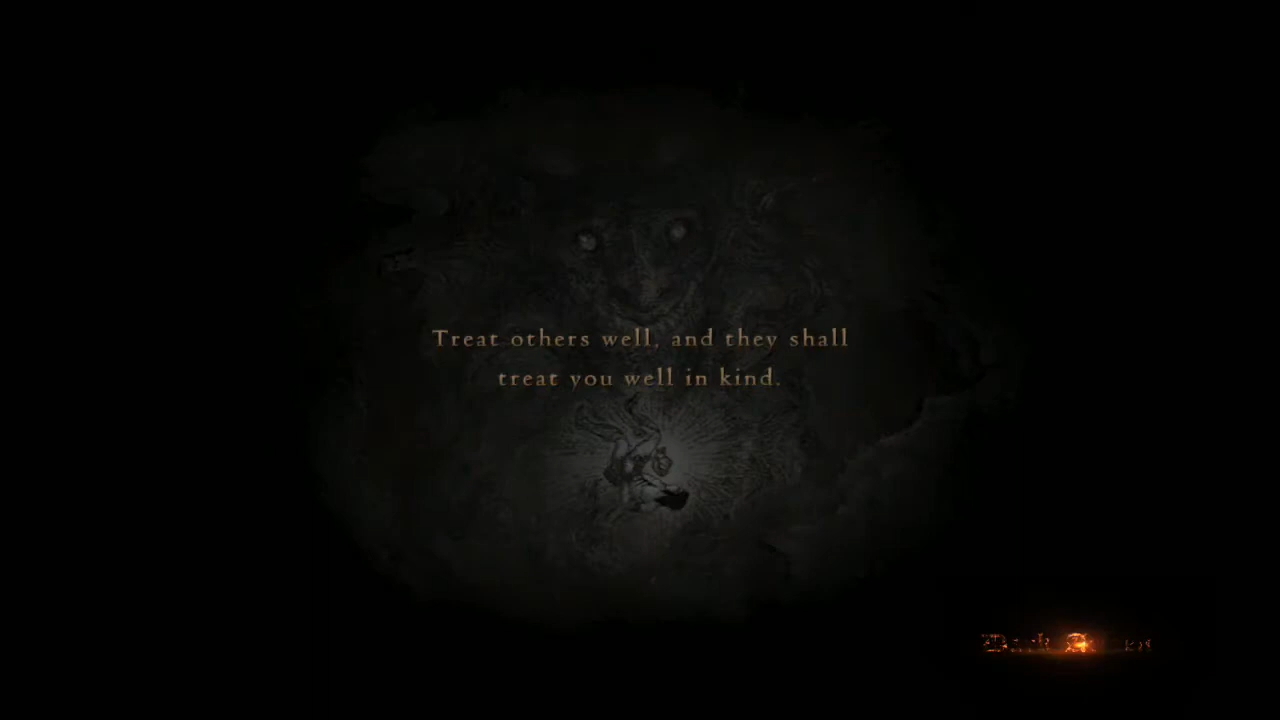 Treat others well, and they shall
treat you well in kind.